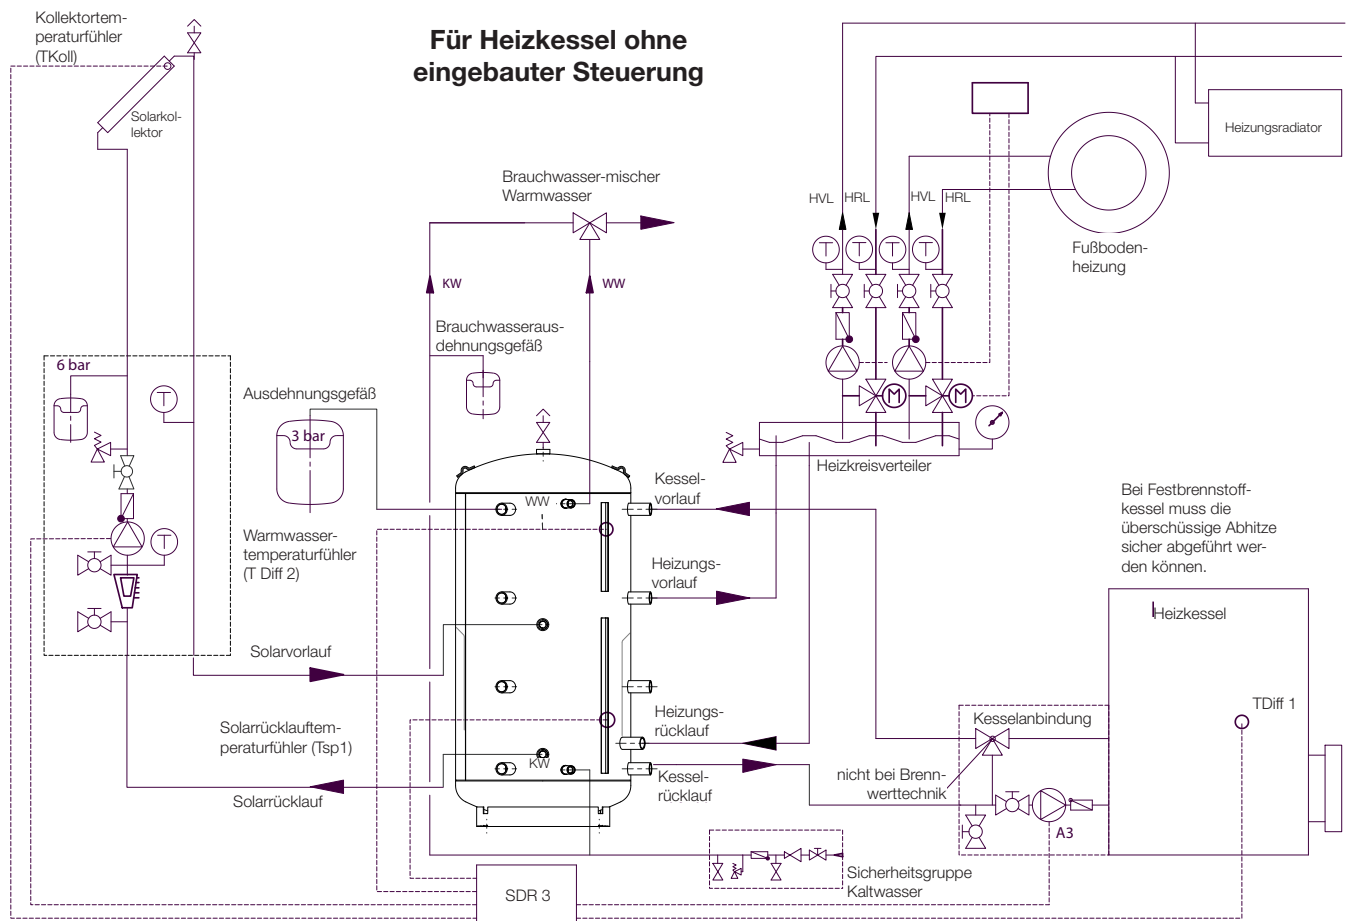 Kollektortem-
peraturfühler
(TKoll)
Für Heizkessel ohne
eingebauter Steuerung
Solarkol-
lektor
Heizungsradiator
Brauchwasser-mischer
Warmwasser
HVL
HRL
HVL
HRL
Fußboden-
heizung
T
T
T
T
KW
WW
Brauchwasseraus-
dehnungsgefäß
6 bar
T
Ausdehnungsgefäß
3 bar
M
M
Heizkreisverteiler
Kessel-
vorlauf
WW
Bei Festbrennstoff-
kessel muss die
überschüssige Abhitze
sicher abgeführt wer-
den können.
T
Warmwasser-
temperaturfühler
(T Diff 2)
Heizungs-
vorlauf
Heizkessel
Solarvorlauf
TDiff 1
Solarrücklauftem-
peraturfühler (Tsp1)
Heizungs-
rücklauf
Kesselanbindung
KW
Kessel-
rücklauf
nicht bei Brenn-
werttechnik
Solarrücklauf
A3
Sicherheitsgruppe
Kaltwasser
SDR 3